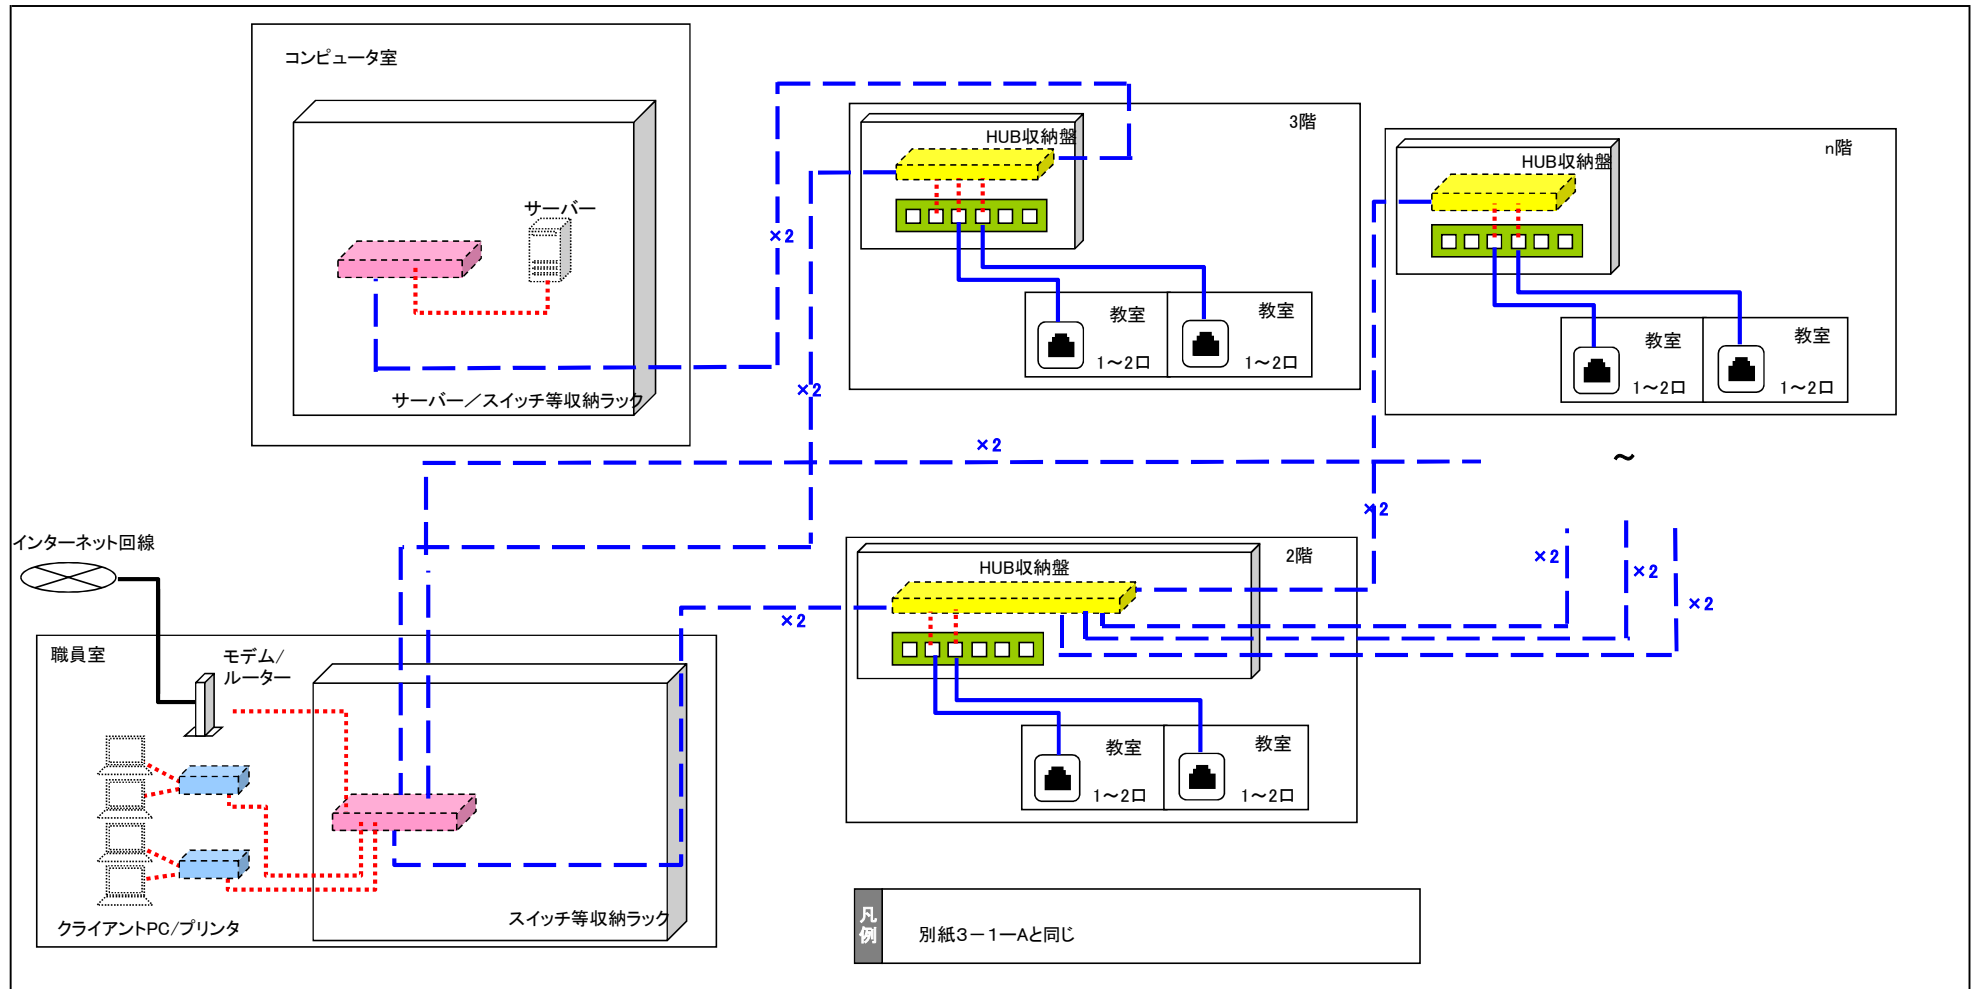 コンピュータ室
サーバー
サーバー／スイッチ等収納ラック
×2
×2
3階
HUB収納盤
教室
1～2口
教室
1～2口
n階
HUB収納盤
教室
1～2口
教室
1～2口
×2
～
×2
インターネット回線
2階
HUB収納盤
×2
×2
×2
×2
教室
1～2口
教室
1～2口
職員室
モデム/
ルーター
クライアントPC/プリンタ
スイッチ等収納ラック
凡例
別紙3－1－Aと同じ